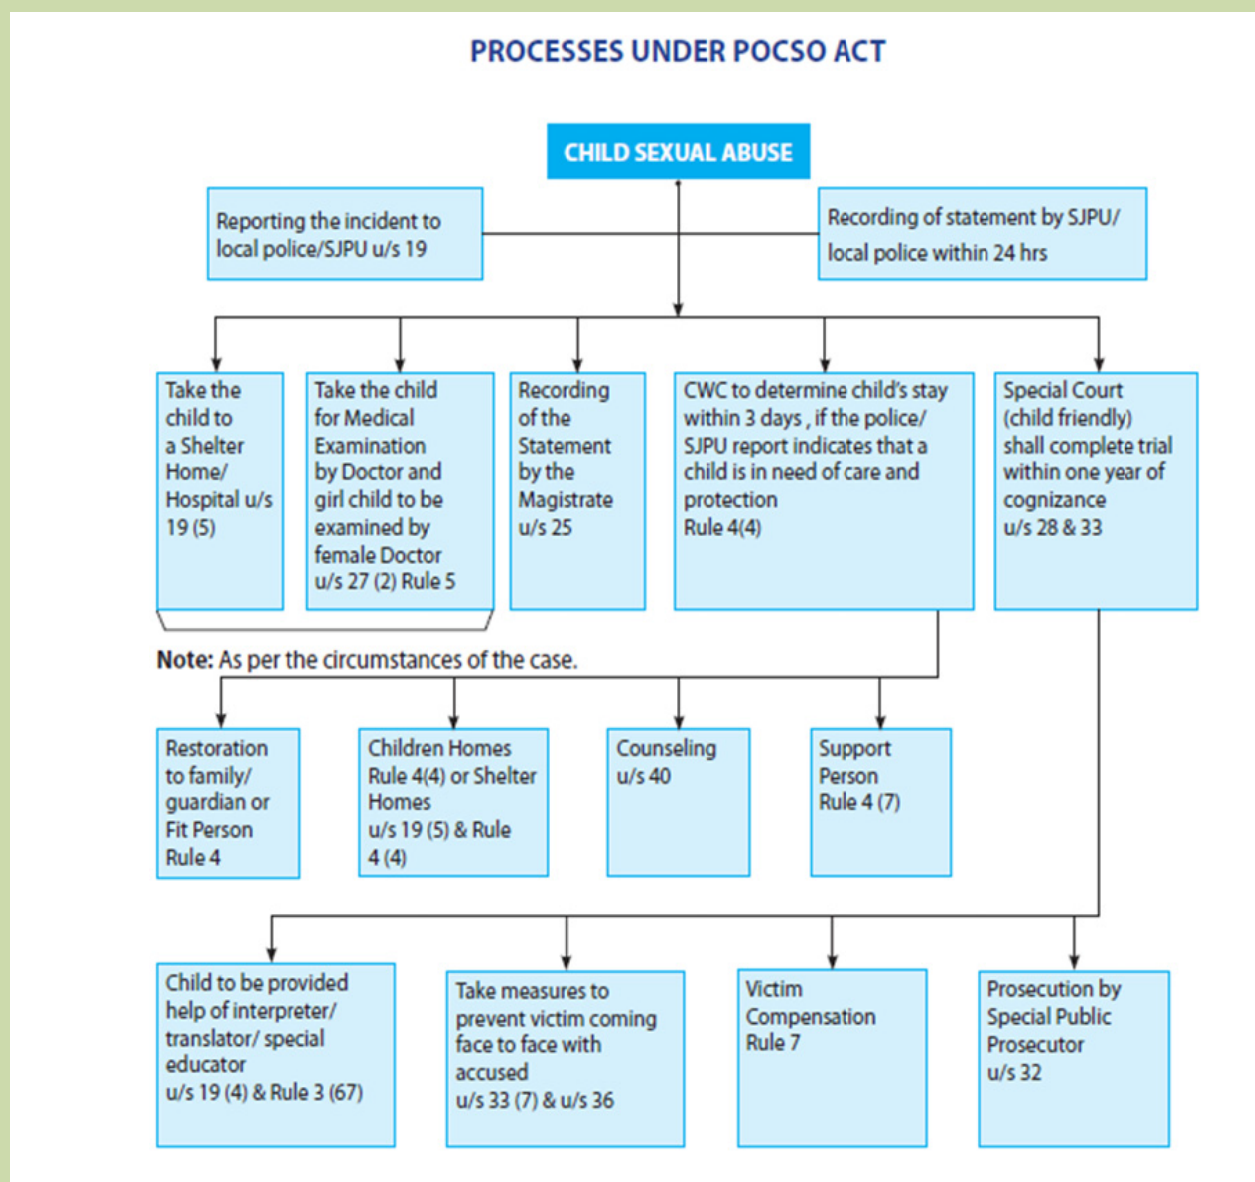 PROCESSES UNDER POCSO ACT
CHILD SEXUAL ABUSE
Reporting the incident to
local police/SJPU u/s 19
Recording of statement by SJPU/
local police within 24 hrs
Take the
child to
a Shelter
Home/
Hospital u/s
19 (5)
Take the child
for Medical
Examination
by Doctor and
girl child to be
examined by
female Doctor
u/s 27 (2) Rule 5
Recording
of the
Statement
by the
Magistrate
u/s 25
CWC to determine child's stay
within 3 days , if the police/
SJPU report indicates that a
child is in need of care and
protection
Rule 4(4)
Special Court
(child friendly)
shall complete trial
within one year of
cognizance
u/s 28 & 33
Note: As per the circumstances of the case.
Restoration
to family/
guardian or
Fit Person
Rule 4
Children Homes
Rule 4(4) or Shelter
Homes
u/s 19 (5) & Rule
4 (4)
Counseling
u/s 40
Support
Person
Rule 4 (7)
Child to be provided
help of interpreter/
translator/ special
educator
u/s 19 (4) & Rule 3 (67)
Take measures to
prevent victim coming
face to face with
accused
u/s 33 (7) & u/s 36
Victim
Compensation
Rule 7
Prosecution by
Special Public
Prosecutor
u/s 32